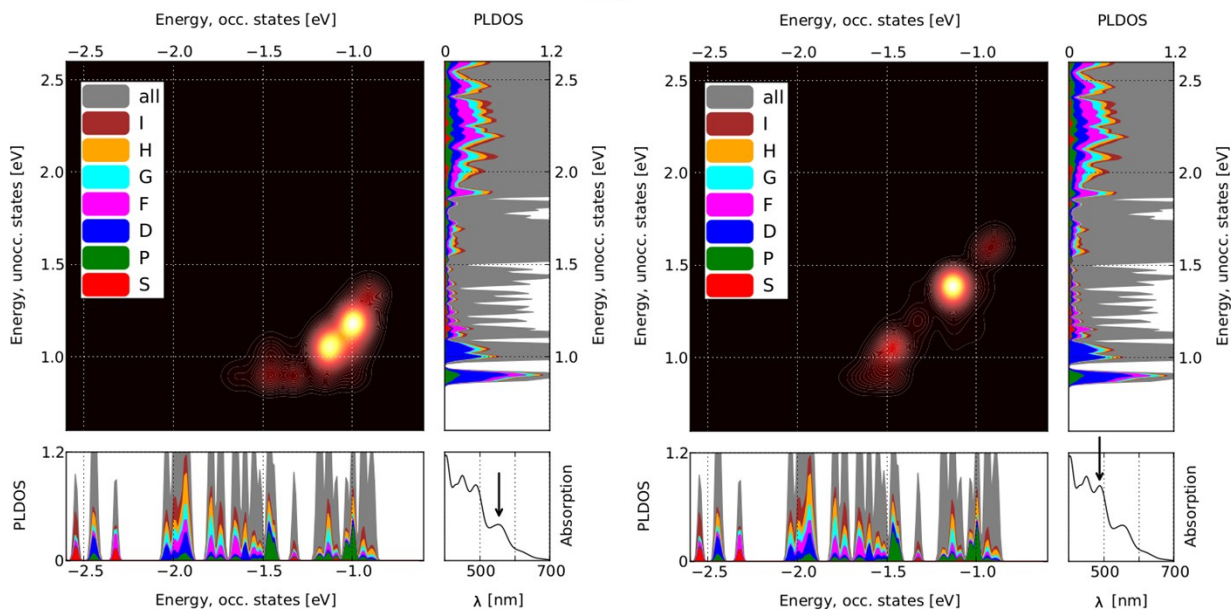 Energy, occ. states [eV]
PLDOS
−2.5 −2.0 −1.5 −1.0
0 1.2
Energy, unocc. states [eV]
2.5
2.0
1.5
1.0
all
I
H
G
F
D
P
S
2.5
2.0
1.5
1.0
Energy, unocc. states [eV]
PLDOS
1.2
0
−2.5 −2.0 −1.5 −1.0
Energy, occ. states [eV]
500 700
λ [nm]
Absorption
Energy, occ. states [eV]
PLDOS
−2.5 −2.0 −1.5 −1.0
0 1.2
Energy, unocc. states [eV]
2.5
2.0
1.5
1.0
all
I
H
G
F
D
P
S
2.5
2.0
1.5
1.0
Energy, unocc. states [eV]
PLDOS
1.2
0
−2.5 −2.0 −1.5 −1.0
Energy, occ. states [eV]
500 700
λ [nm]
Absorption